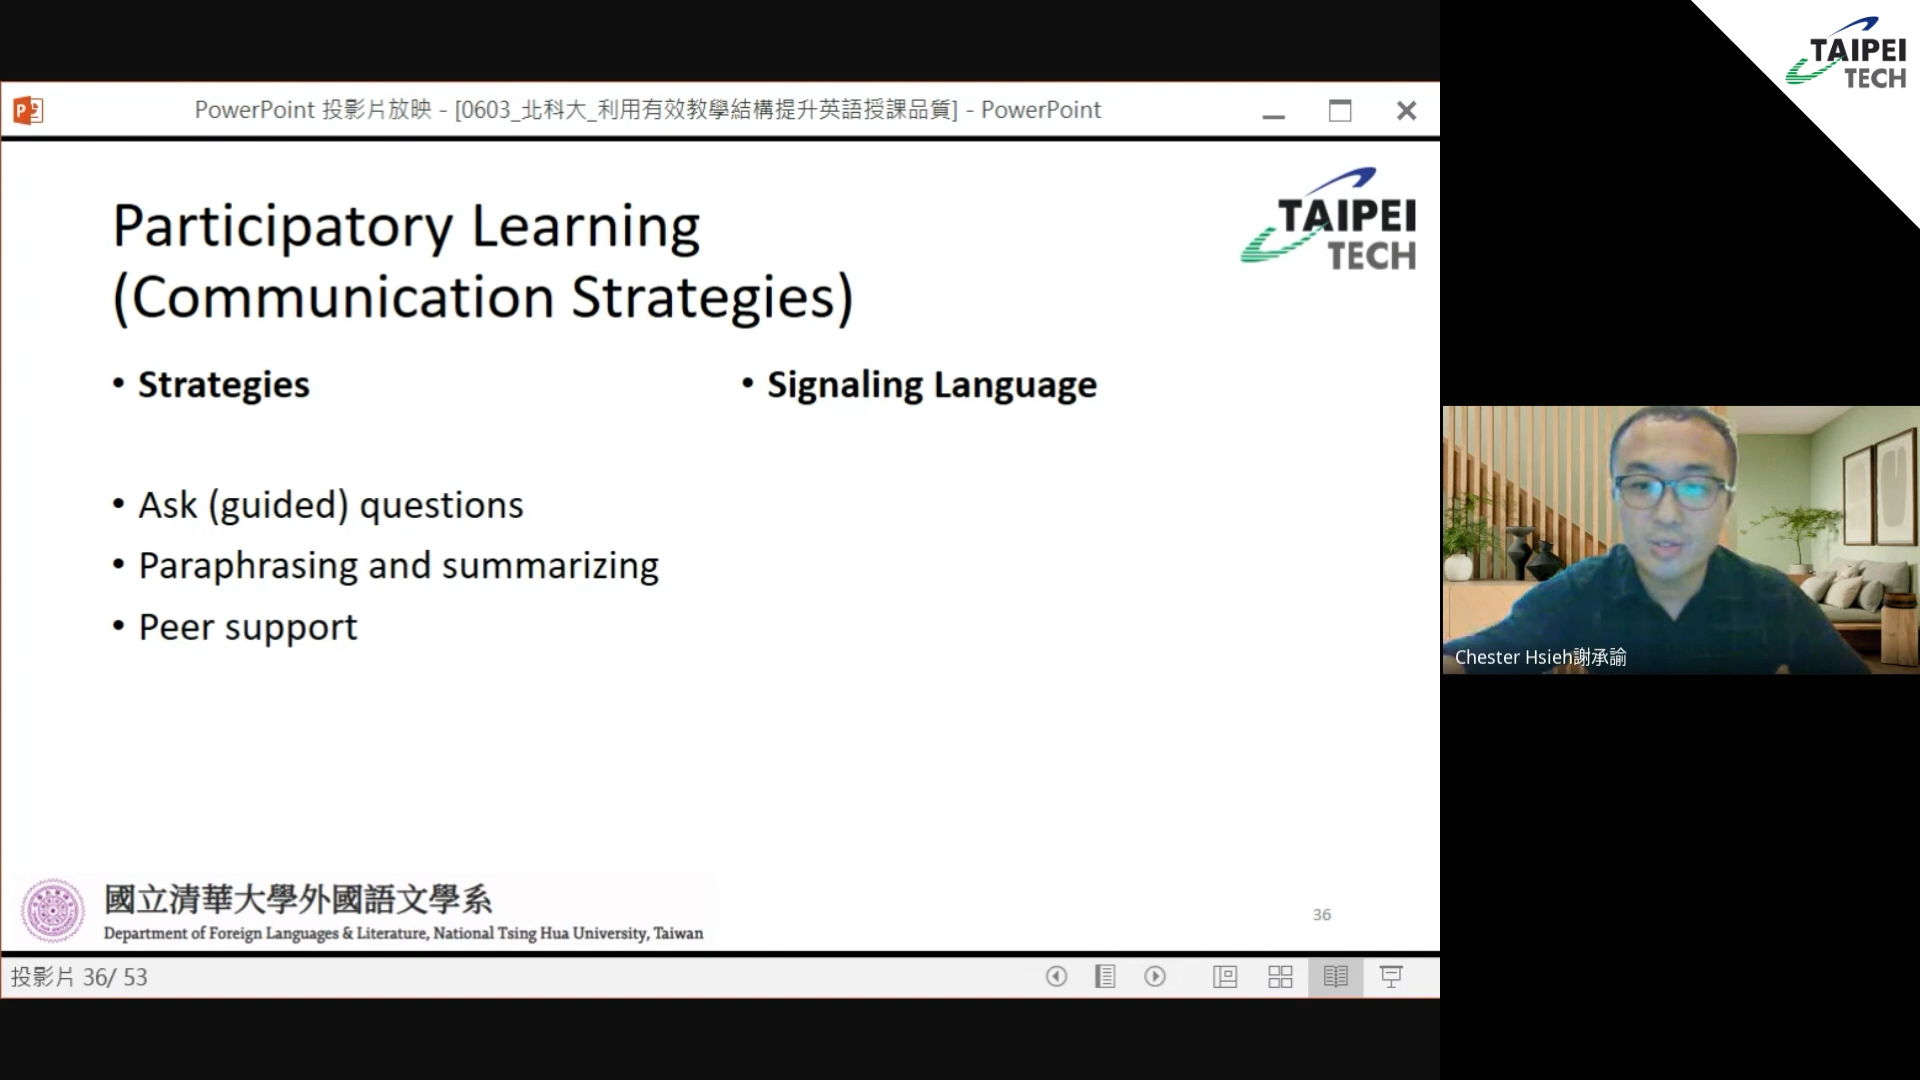 PowerPoint 投影片放映 - [0603_北科大_利用有效教學結構提升英語授課品質] - PowerPoint
TAIPEI
TECH
Participatory Learning
(Communication Strategies)
TAIPEI
TECH
• Strategies
• Ask (guided) questions
• Paraphrasing and summarizing
• Peer support
• Signaling Language
Chester Hsieh謝承諭
國立清華大學外國語文學系
Department of Foreign Languages & Literature, National Tsing Hua University, Taiwan
36
投影片 36/ 53